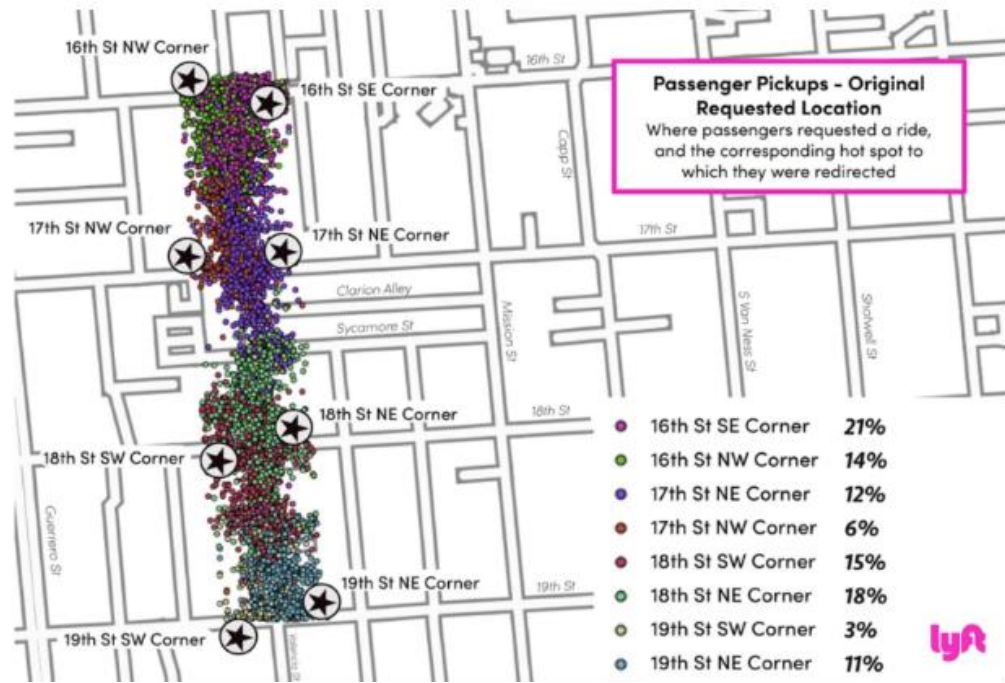 16th St NW Corner
16th St
16th St SE Corner
Passenger Pickups - Original
Requested Location
Where passengers requested a ride,
and the corresponding hot spot to
which they were redirected
Capp St
17th St NW Corner
17th St NE Corner
17th St
Clarion Alley
Sycamore St
Mission St
S Van Ness St
Shotwell St
18th St NE Corner
18th St
18th St SW Corner
Guerrero St
19th St NE Corner
19th St
19th St SW Corner
Valencia St
16th St SE Corner 21%
16th St NW Corner 14%
17th St NE Corner 12%
17th St NW Corner 6%
18th St SW Corner 15%
18th St NE Corner 18%
19th St SW Corner 3%
19th St NE Corner 11%
lyft